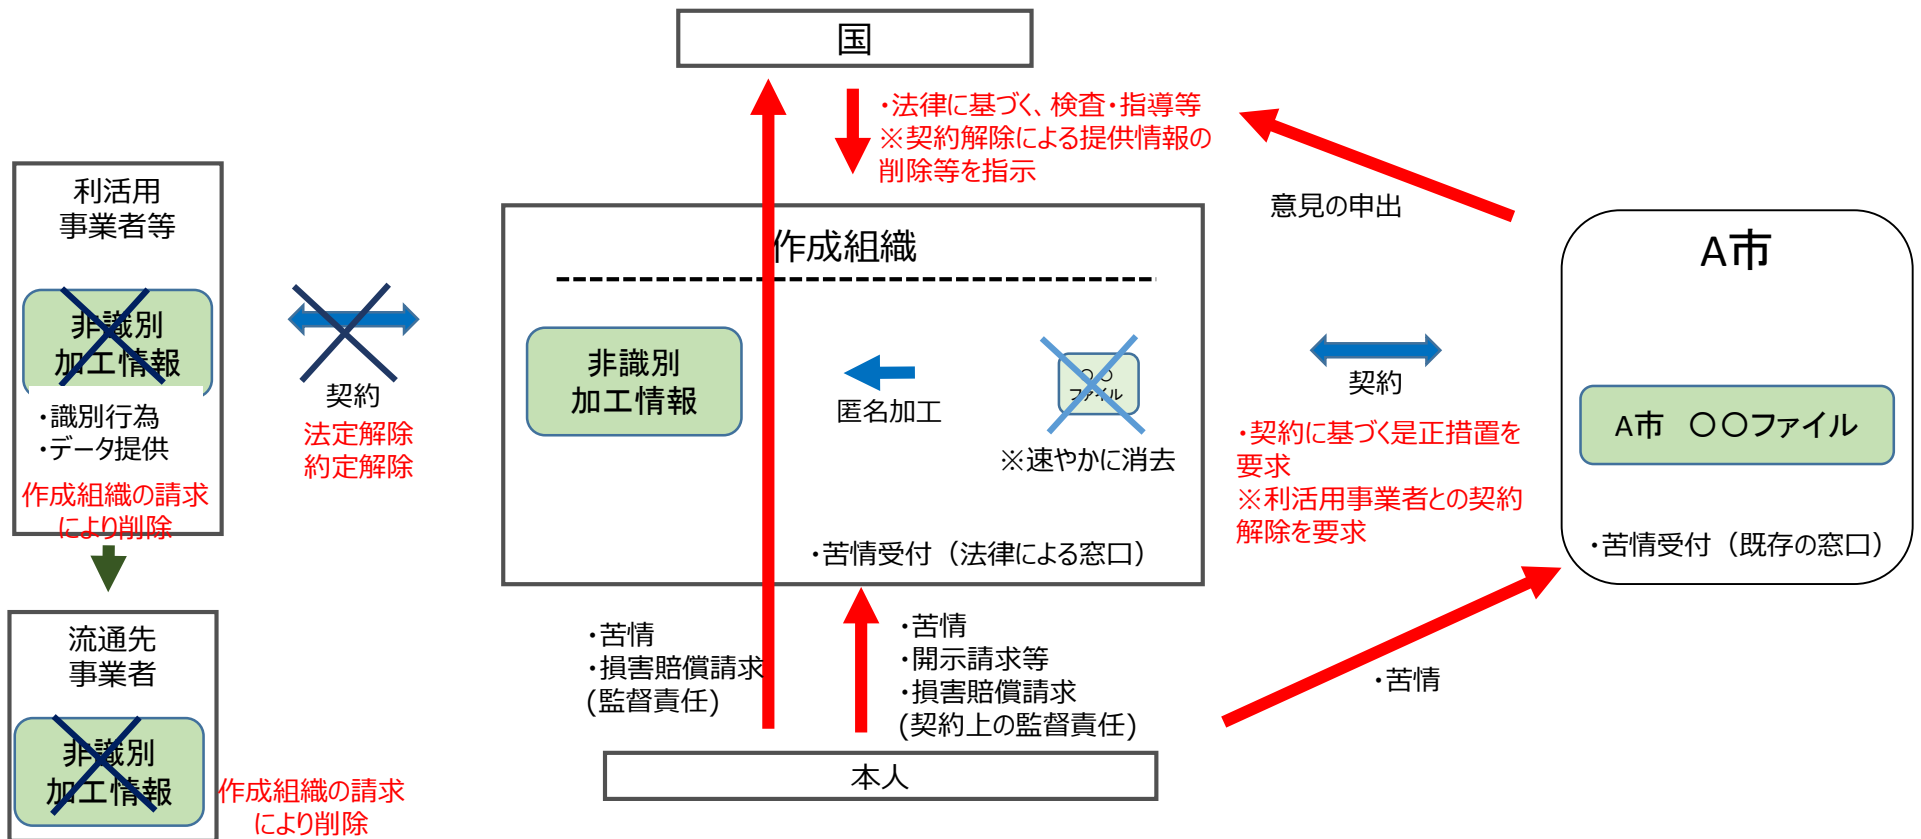 国
・法律に基づく、検査・指導等
※契約解除による提供情報の
削除等を指示
利活用
事業者等
非識別
加工情報
・識別行為
・データ提供
作成組織の請求
により削除
契約
法定解除
約定解除
作成組織
非識別
加工情報
匿名加工
〇〇
ファイル
※速やかに消去
・苦情受付（法律による窓口）
意見の申出
契約
・契約に基づく是正措置を
要求
※利活用事業者との契約
解除を要求
A市
A市　〇〇ファイル
・苦情受付（既存の窓口）
流通先
事業者
非識別
加工情報
作成組織の請求
により削除
・苦情
・損害賠償請求
(監督責任)
・苦情
・開示請求等
・損害賠償請求
(契約上の監督責任)
・苦情
本人